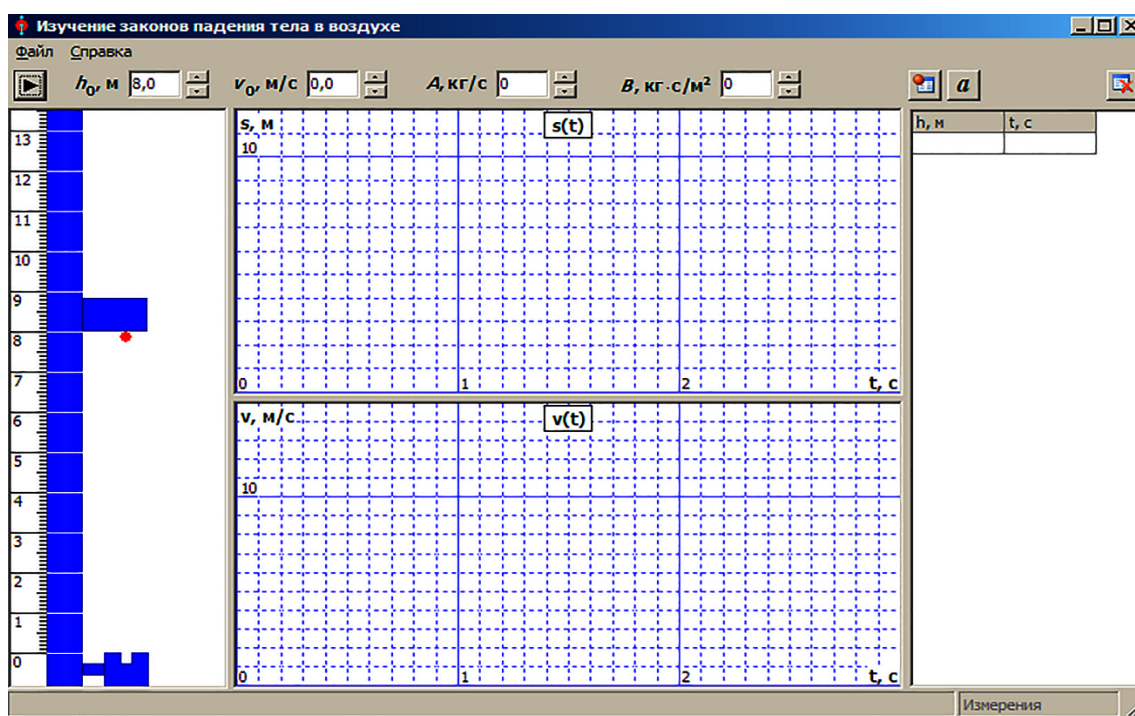 Изучение законов падения тела в воздухе
Файл Справка
h0, м 8,0 v0, м/с 0,0 A, кг/с 0 B, кг·с/м² 0 a
13
12
11
10
9
8
7
6
5
4
3
2
1
0
s, м s(t)
10
0 1 2 t, с
v, м/с v(t)
10
0 1 2 t, с
h, м t, с
Измерения